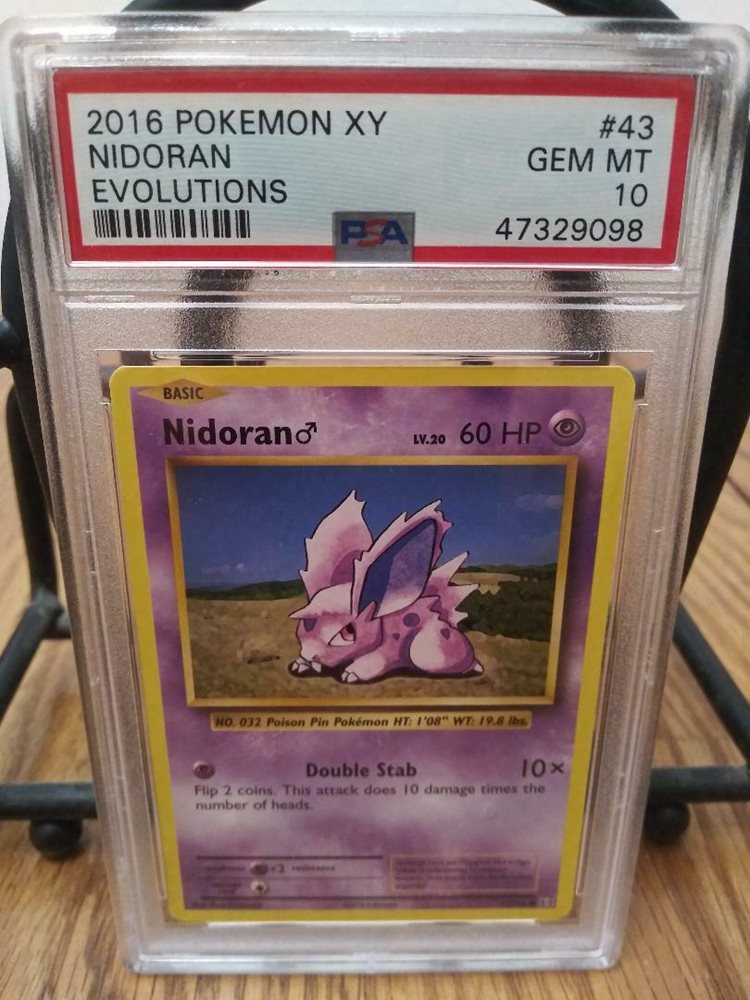 2016 POKEMON XY #43
NIDORAN GEM MT
EVOLUTIONS 10
PSA 47329098
BASIC
Nidoran♂ LV.20 60 HP
NO. 032 Poison Pin Pokémon HT: 1'08" WT: 19.8 lbs.
Double Stab 10×
Flip 2 coins. This attack does 10 damage times the
number of heads.
weakness ×2 resistance